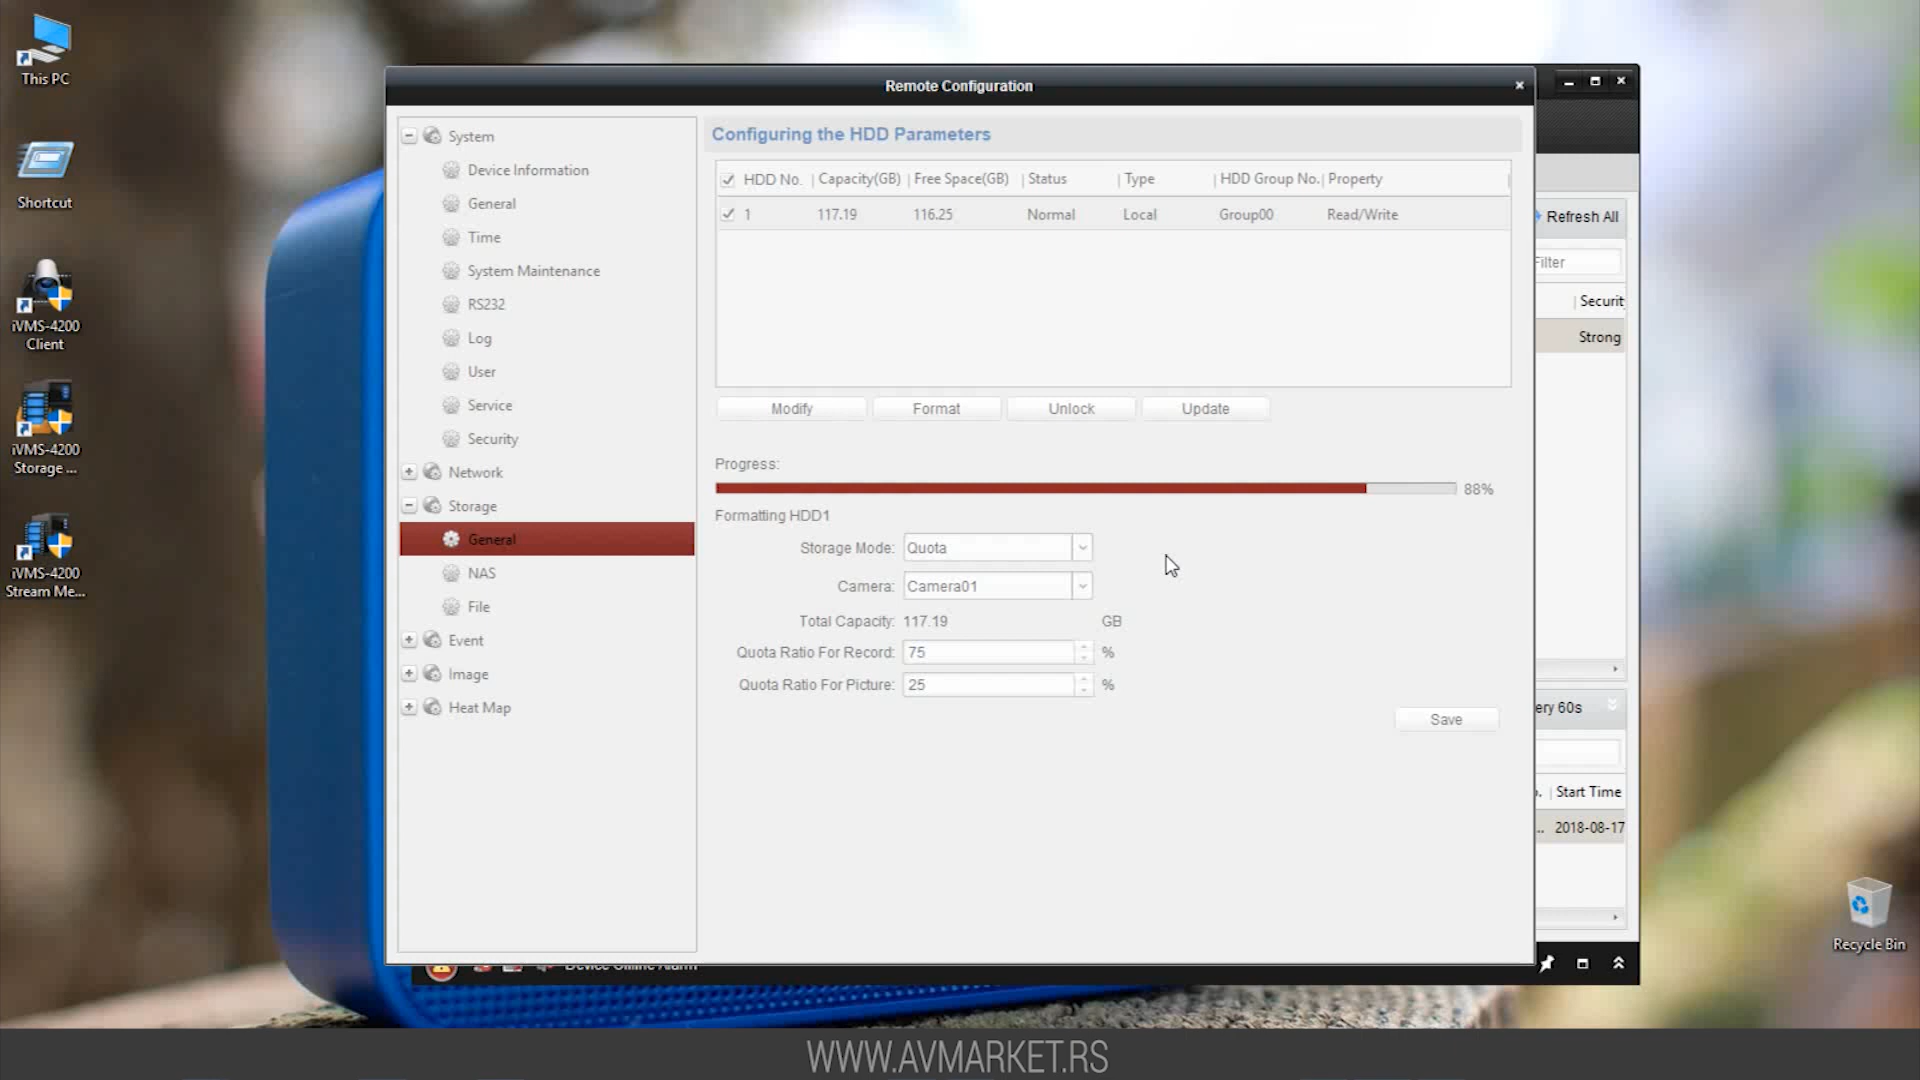 This PC
Shortcut
iVMS-4200
Client
iVMS-4200
Storage ...
iVMS-4200
Stream Me...
Remote Configuration
System
Device Information
General
Time
System Maintenance
RS232
Log
User
Service
Security
Network
Storage
General
NAS
File
Event
Image
Heat Map
Configuring the HDD Parameters
HDD No. Capacity(GB) Free Space(GB) Status Type HDD Group No. Property
1 117.19 116.25 Normal Local Group00 Read/Write
Modify Format Unlock Update
Progress:
88%
Formatting HDD1
Storage Mode: Quota
Camera: Camera01
Total Capacity: 117.19 GB
Quota Ratio For Record: 75 %
Quota Ratio For Picture: 25 %
Save
Refresh All
Filter
Securit
Strong
ery 60s
Start Time
.. 2018-08-17
Device Offline Alarm
Recycle Bin
WWW.AVMARKET.RS